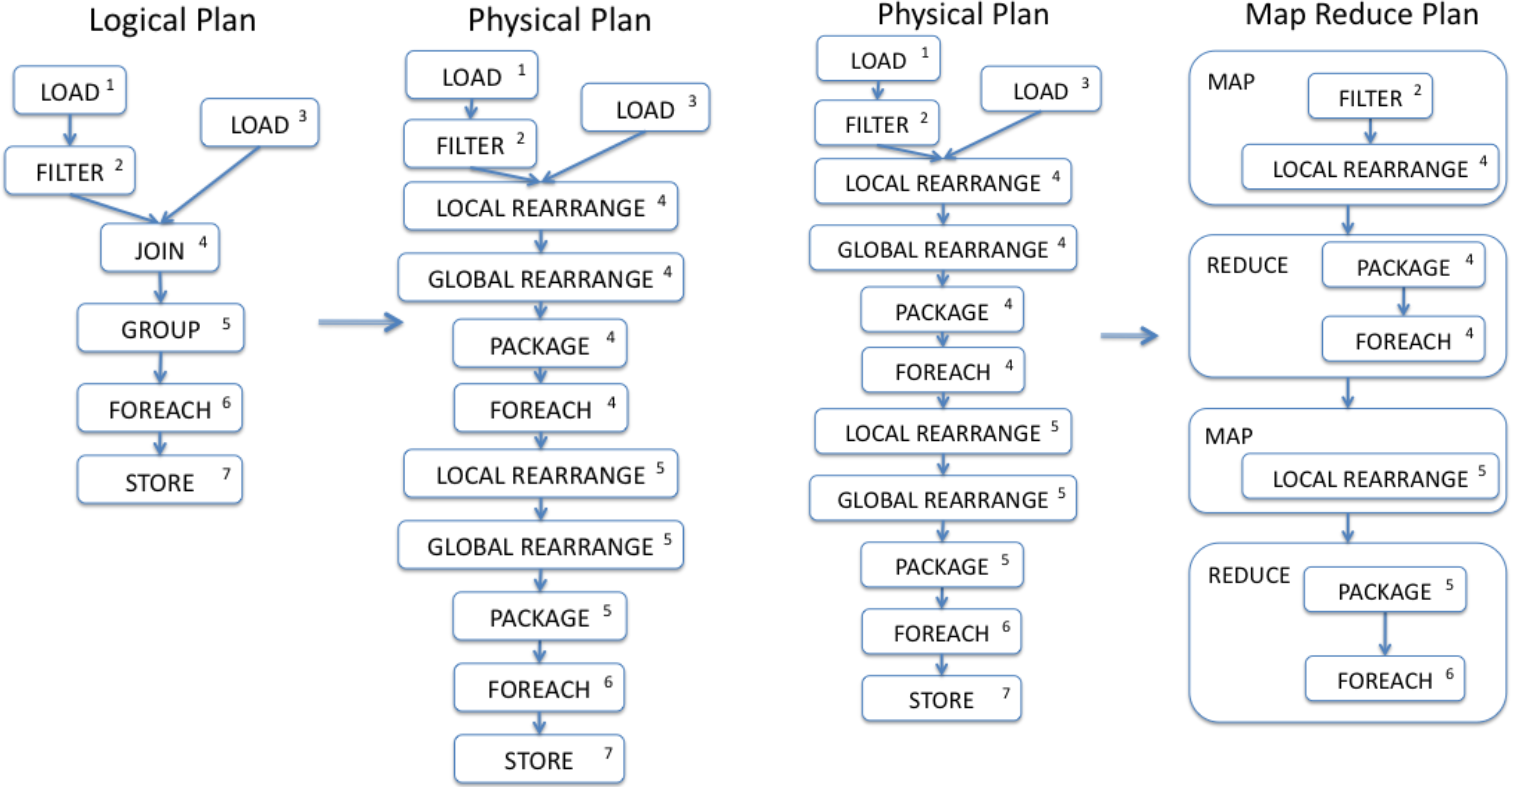 Logical Plan
LOAD 1
LOAD 3
FILTER 2
JOIN 4
GROUP 5
FOREACH 6
STORE 7
Physical Plan
LOAD 1
LOAD 3
FILTER 2
LOCAL REARRANGE 4
GLOBAL REARRANGE 4
PACKAGE 4
FOREACH 4
LOCAL REARRANGE 5
GLOBAL REARRANGE 5
PACKAGE 5
FOREACH 6
STORE 7
Physical Plan
LOAD 1
LOAD 3
FILTER 2
LOCAL REARRANGE 4
GLOBAL REARRANGE 4
PACKAGE 4
FOREACH 4
LOCAL REARRANGE 5
GLOBAL REARRANGE 5
PACKAGE 5
FOREACH 6
STORE 7
Map Reduce Plan
MAP
FILTER 2
LOCAL REARRANGE 4
REDUCE
PACKAGE 4
FOREACH 4
MAP
LOCAL REARRANGE 5
REDUCE
PACKAGE 5
FOREACH 6